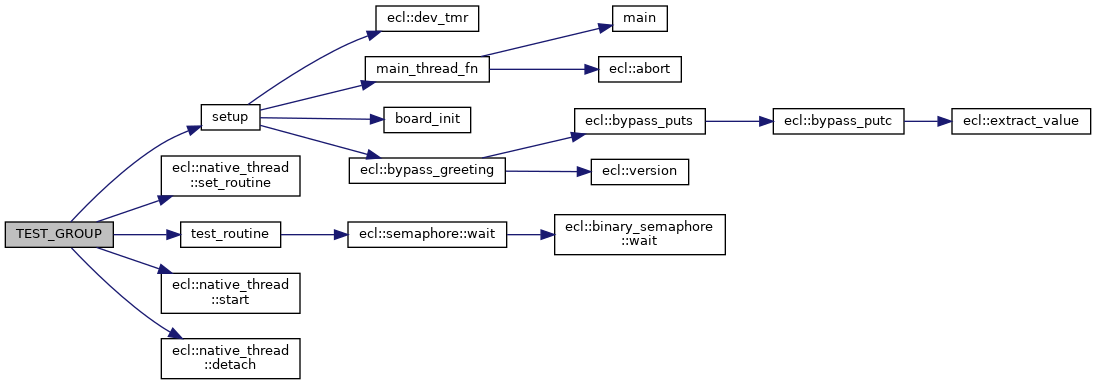 TEST_GROUP
setup
ecl::native_thread
::set_routine
test_routine
ecl::native_thread
::start
ecl::native_thread
::detach
ecl::dev_tmr
main_thread_fn
board_init
ecl::bypass_greeting
ecl::semaphore::wait
main
ecl::abort
ecl::bypass_puts
ecl::version
ecl::binary_semaphore
::wait
ecl::bypass_putc
ecl::extract_value